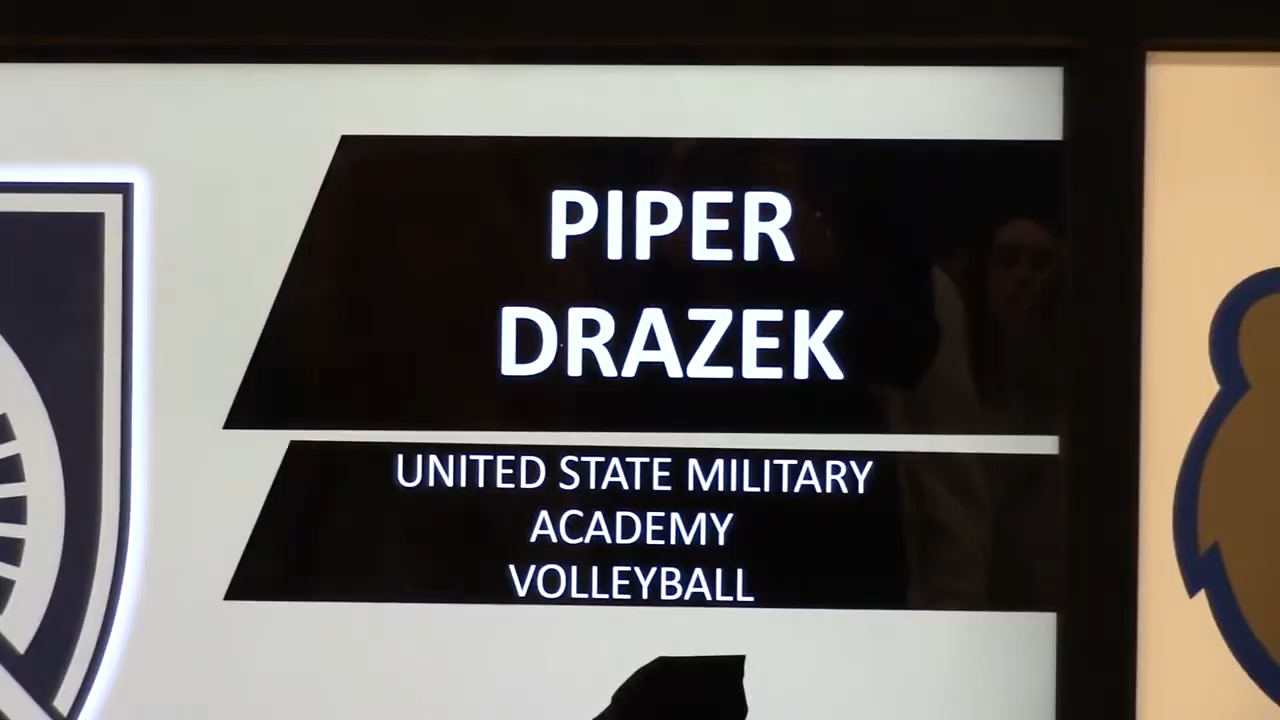 PIPER
DRAZEK
UNITED STATE MILITARY
ACADEMY
VOLLEYBALL